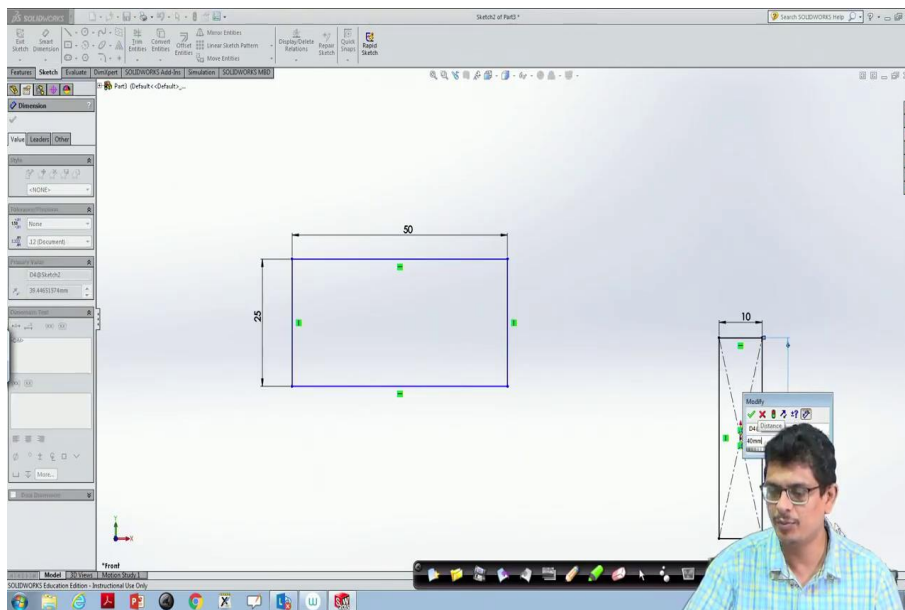 SOLIDWORKS
Sketch2 of Part3 *
Search SOLIDWORKS Help
Exit Sketch
Smart Dimension
Trim Entities
Convert Entities
Offset Entities
Mirror Entities
Linear Sketch Pattern
Move Entities
Display/Delete Relations
Repair Sketch
Quick Snaps
Rapid Sketch
Features Sketch Evaluate DimXpert SOLIDWORKS Add-Ins Simulation SOLIDWORKS MBD
Part3 (Default<<Default>_...
Dimension
Value Leaders Other
Style
<NONE>
Tolerance/Precision
None
.12 (Document)
Primary Value
D4@Sketch2
39.44631374mm
Dimension Text
More...
Dual Dimension
50
25
10
Modify
Distance
40mm
Y
X
*Front
Model 3D Views Motion Study 1
SOLIDWORKS Education Edition - Instructional Use Only